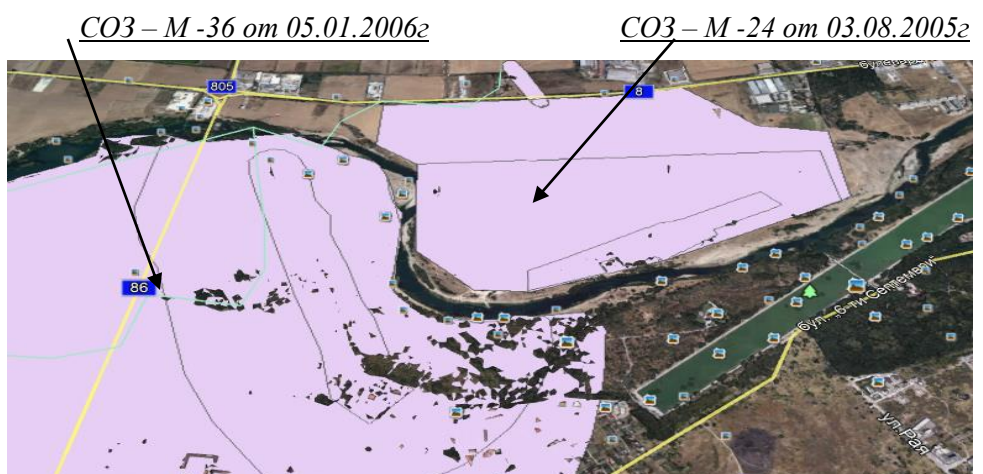 СОЗ – М -36 от 05.01.2006г
СОЗ – М -24 от 03.08.2005г
805
8
86
бул. "6-ти Септември"
ул.Рая